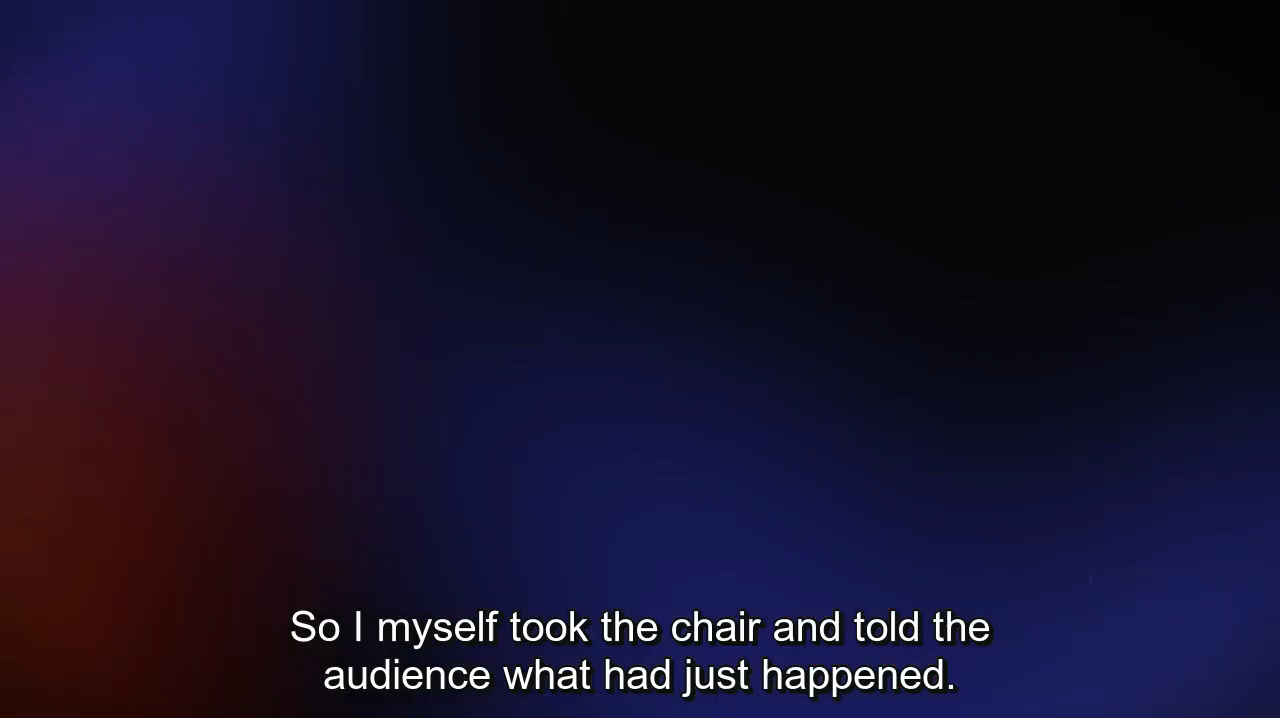 So I myself took the chair and told the
audience what had just happened.